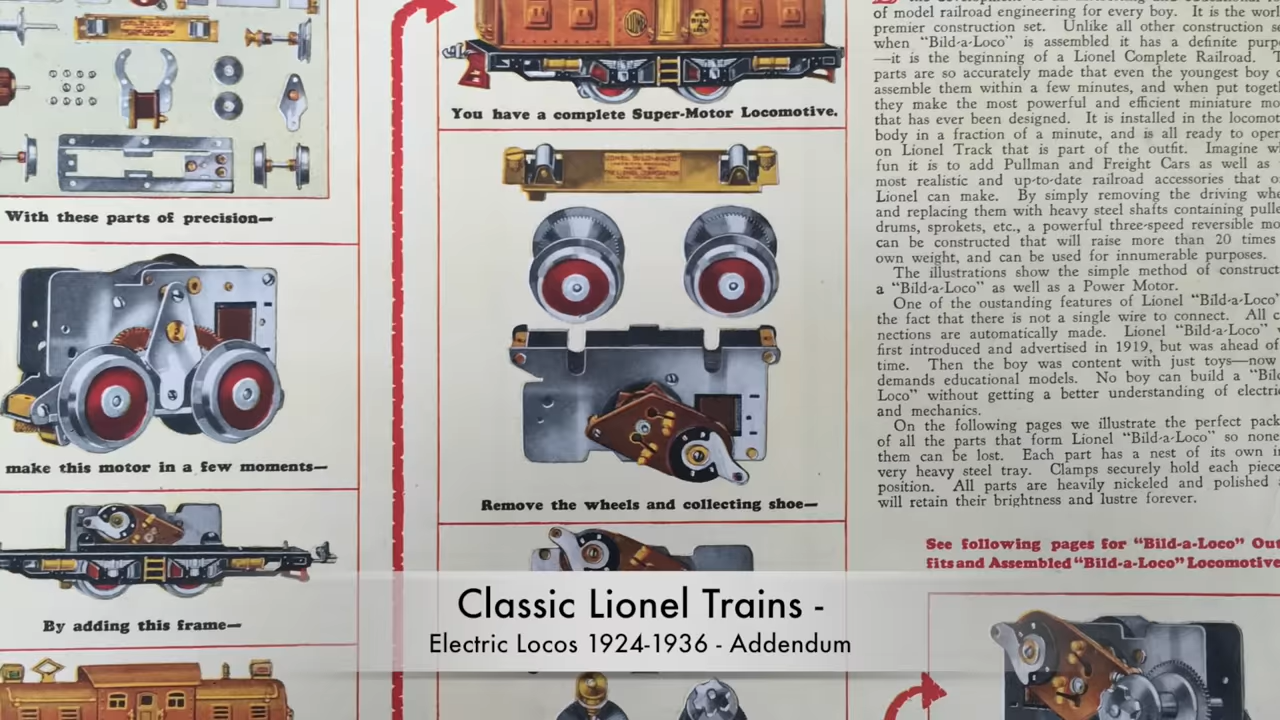 With these parts of precision—
make this motor in a few moments—
By adding this frame—
LIONEL
You have a complete Super-Motor Locomotive.
Remove the wheels and collecting shoe—
of model railroad engineering for every boy. It is the
premier construction set. Unlike all other construction
when "Bild-a-Loco" is assembled it has a definite
—it is the beginning of a Lionel Complete Railroad.
parts are so accurately made that even the youngest boy
assemble them within a few minutes, and when put
they make the most powerful and efficient miniature
that has ever been designed. It is installed in the
body in a fraction of a minute, and is all ready to
on Lionel Track that is part of the outfit. Imagine
fun it is to add Pullman and Freight Cars as well as
most realistic and up-to-date railroad accessories that
Lionel can make. By simply removing the driving
and replacing them with heavy steel shafts containing
drums, sprokets, etc., a powerful three-speed reversible
can be constructed that will raise more than 20 times
own weight, and can be used for innumerable purposes.
The illustrations show the simple method of
a "Bild-a-Loco" as well as a Power Motor.
One of the oustanding features of Lionel "Bild-a-Loco"
the fact that there is not a single wire to connect. All
nections are automatically made. Lionel "Bild-a-Loco"
first introduced and advertised in 1919, but was ahead of
time. Then the boy was content with just toys—now
demands educational models. No boy can build a
Loco" without getting a better understanding of
and mechanics.
On the following pages we illustrate the perfect
of all the parts that form Lionel "Bild-a-Loco" so
them can be lost. Each part has a nest of its own
very heavy steel tray. Clamps securely hold each
position. All parts are heavily nickeled and polished
will retain their brightness and lustre forever.
See following pages for "Bild-a-Loco" Out
fits and Assembled "Bild-a-Loco" Locomotive
Classic Lionel Trains -
Electric Locos 1924-1936 - Addendum